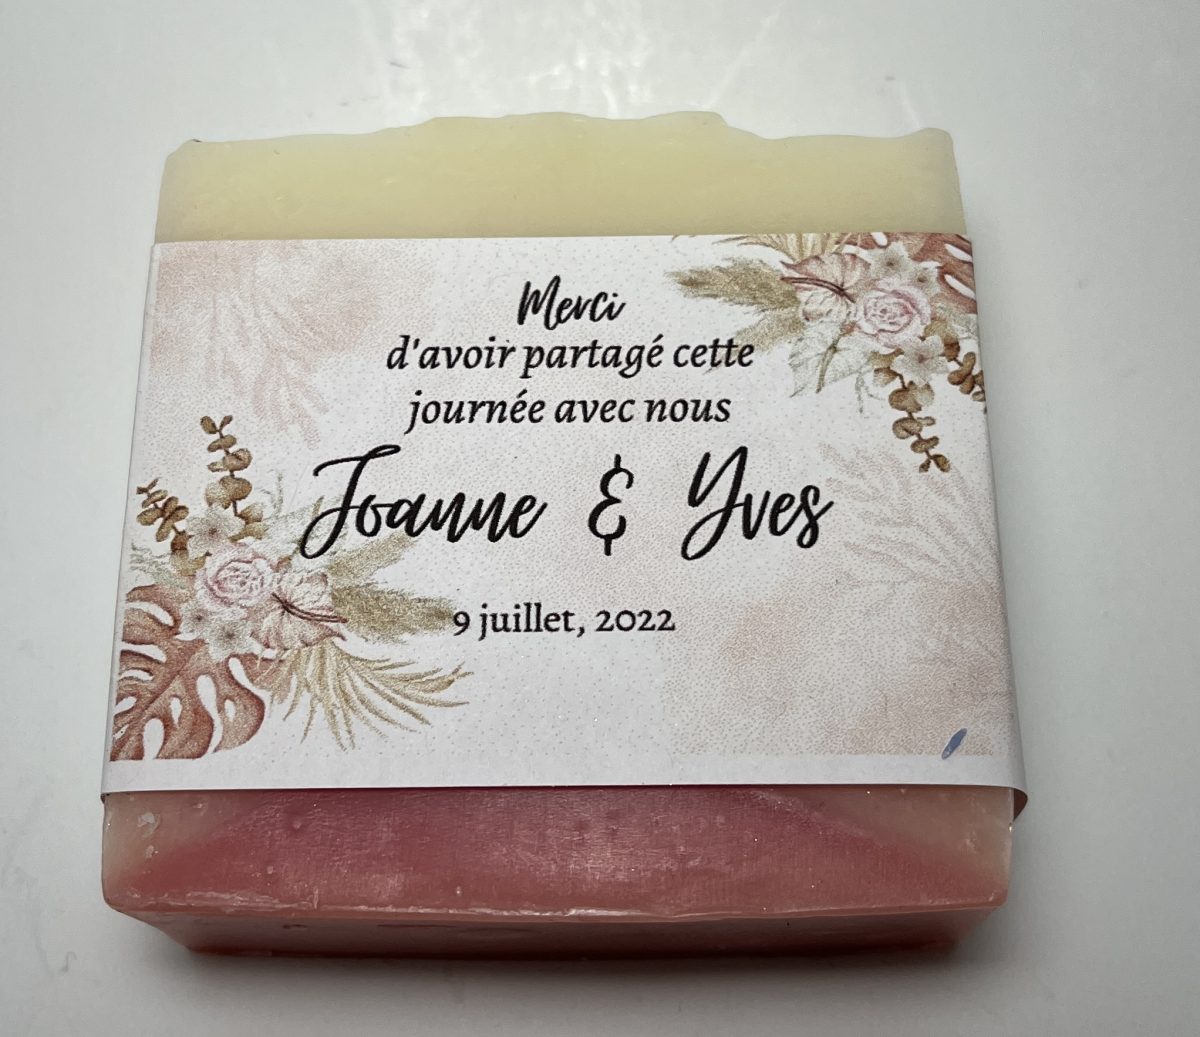 Merci
d'avoir partagé cette
journée avec nous
Joanne & Yves
9 juillet, 2022